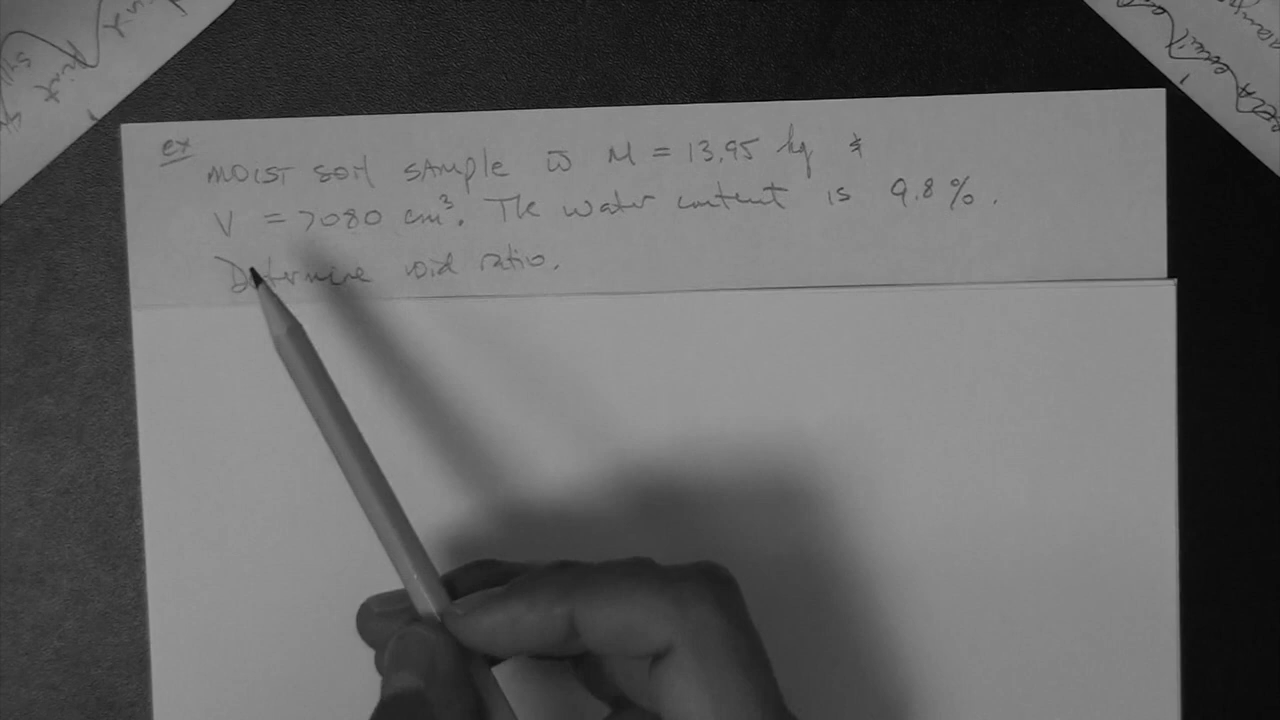 ex
MOIST SOIL SAMPLE w̄ M = 13.95 kg &
V = 7080 cm³. The water content is 9.8%.
Determine void ratio.